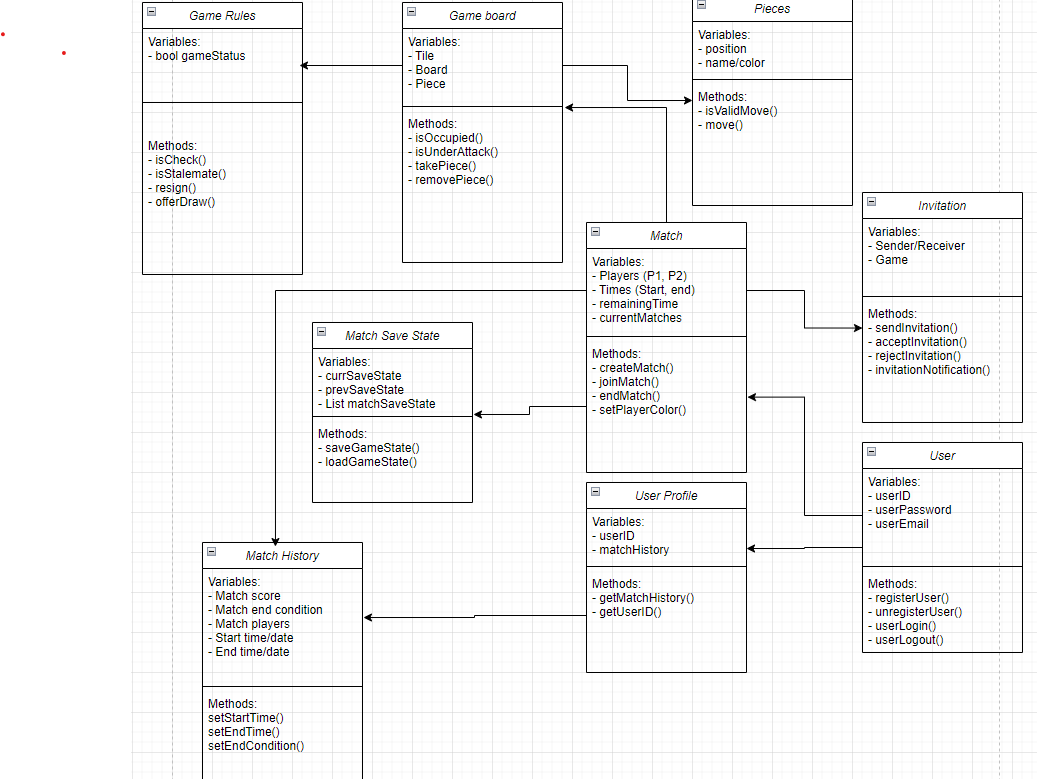 Game Rules
Variables:
- bool gameStatus
Methods:
- isCheck()
- isStalemate()
- resign()
- offerDraw()
Game board
Variables:
- Tile
- Board
- Piece
Methods:
- isOccupied()
- isUnderAttack()
- takePiece()
- removePiece()
Pieces
Variables:
- position
- name/color
Methods:
- isValidMove()
- move()
Invitation
Variables:
- Sender/Receiver
- Game
Methods:
- sendInvitation()
- acceptInvitation()
- rejectInvitation()
- invitationNotification()
Match
Variables:
- Players (P1, P2)
- Times (Start, end)
- remainingTime
- currentMatches
Methods:
- createMatch()
- joinMatch()
- endMatch()
- setPlayerColor()
Match Save State
Variables:
- currSaveState
- prevSaveState
- List matchSaveState
Methods:
- saveGameState()
- loadGameState()
User
Variables:
- userID
- userPassword
- userEmail
Methods:
- registerUser()
- unregisterUser()
- userLogin()
- userLogout()
User Profile
Variables:
- userID
- matchHistory
Methods:
- getMatchHistory()
- getUserID()
Match History
Variables:
- Match score
- Match end condition
- Match players
- Start time/date
- End time/date
Methods:
setStartTime()
setEndTime()
setEndCondition()